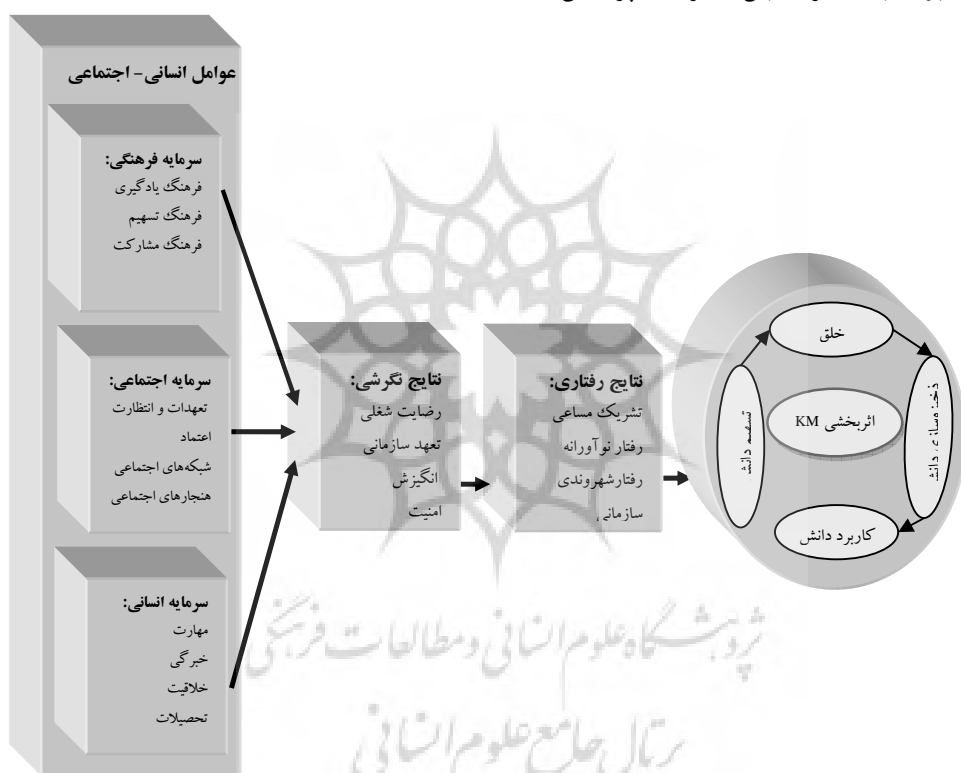 عوامل انسانی- اجتماعی
سرمایه فرهنگی:
فرهنگ یادگیری
فرهنگ تسهیم
فرهنگ مشارکت
سرمایه اجتماعی:
تعهدات و انتظارت
اعتماد
شبکه‌های اجتماعی
هنجارهای اجتماعی
سرمایه انسانی:
مهارت
خبرگی
خلاقیت
تحصیلات
نتایج نگرشی:
رضایت شغلی
تعهد سازمانی
انگیزش
امنیت
نتایج رفتاری:
تشریک مساعی
رفتار نوآورانه
رفتارشهروندی
سازمانی
خلق
ذخیره‌سازی دانش
اثربخشی KM
تسهیم دانش
کاربرد دانش
پژوهشگاه علوم انسانی و مطالعات فرهنگی
پرتال جامع علوم انسانی